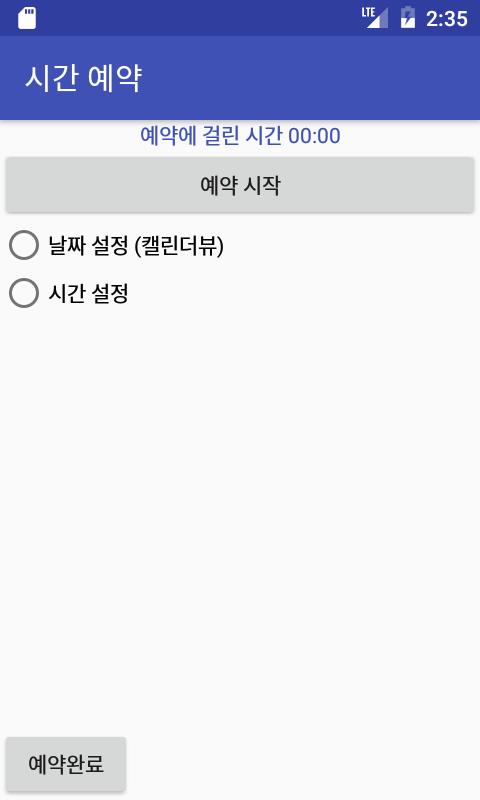 LTE 2:35
시간 예약
예약에 걸린 시간 00:00
예약 시작
날짜 설정 (캘린더뷰)
시간 설정
예약완료